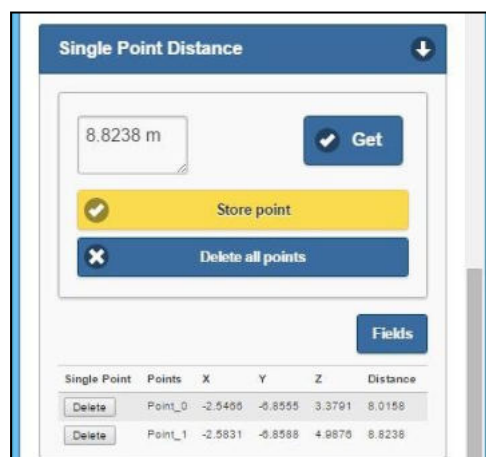 Single Point Distance
8.8238 m
Get
Store point
Delete all points
Fields
Single Point Points X Y Z Distance
Delete Point_0 -2.5466 -6.8555 3.3791 8.0158
Delete Point_1 -2.5831 -6.8588 4.9876 8.8238